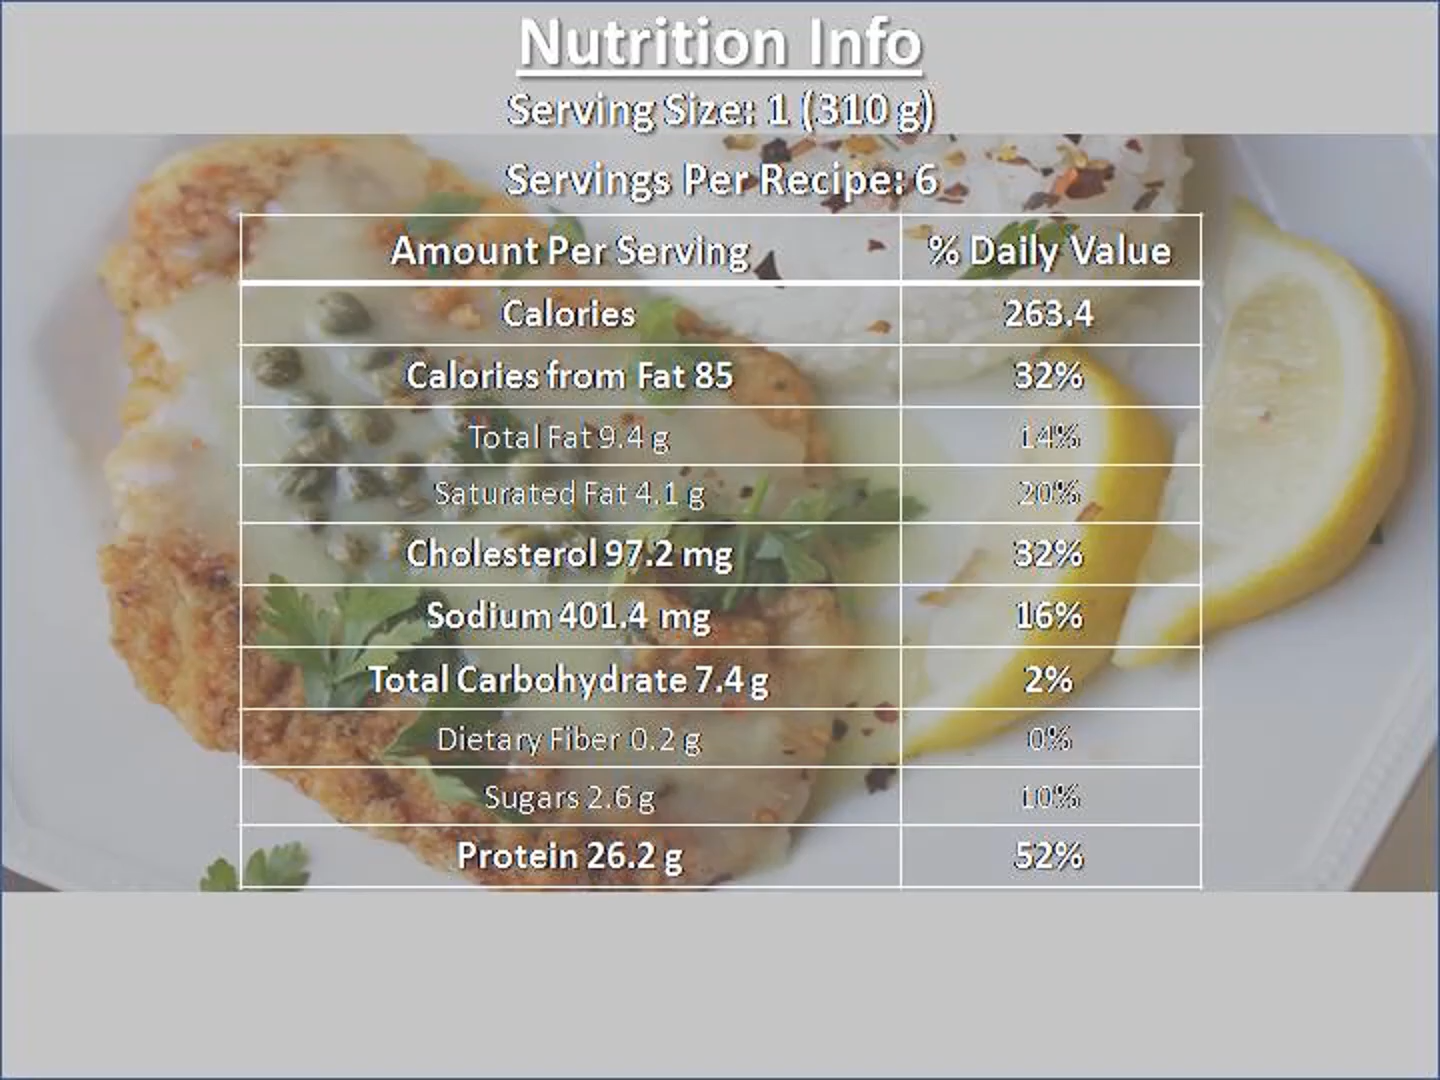 Nutrition Info
Serving Size: 1 (310 g)
Servings Per Recipe: 6
Amount Per Serving % Daily Value
Calories 263.4
Calories from Fat 85 32%
Total Fat 9.4 g 14%
Saturated Fat 4.1 g 20%
Cholesterol 97.2 mg 32%
Sodium 401.4 mg 16%
Total Carbohydrate 7.4 g 2%
Dietary Fiber 0.2 g 0%
Sugars 2.6 g 10%
Protein 26.2 g 52%